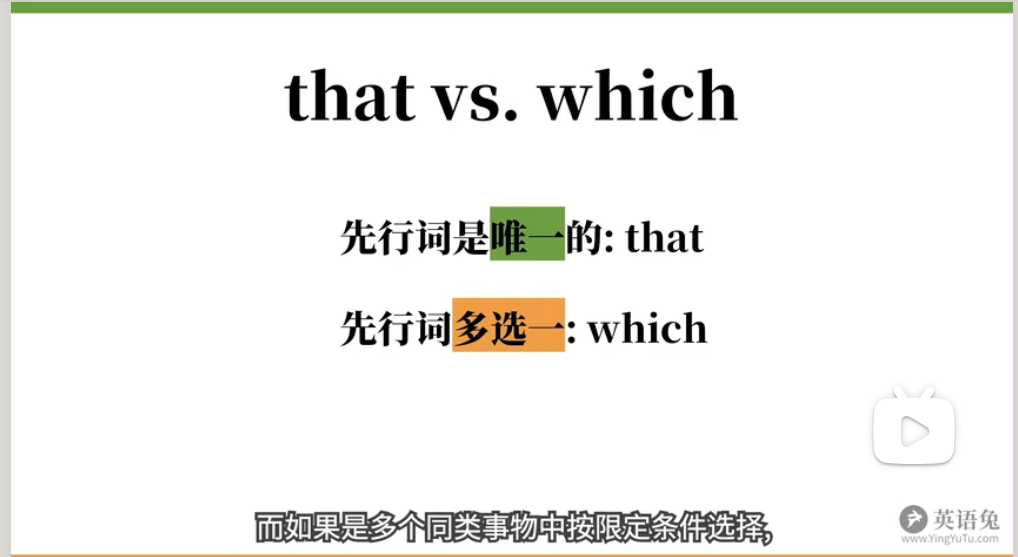 that vs. which
先行词是唯一的: that
先行词多选一: which
而如果是多个同类事物中按限定条件选择,
英语兔
www.YingYuTu.com